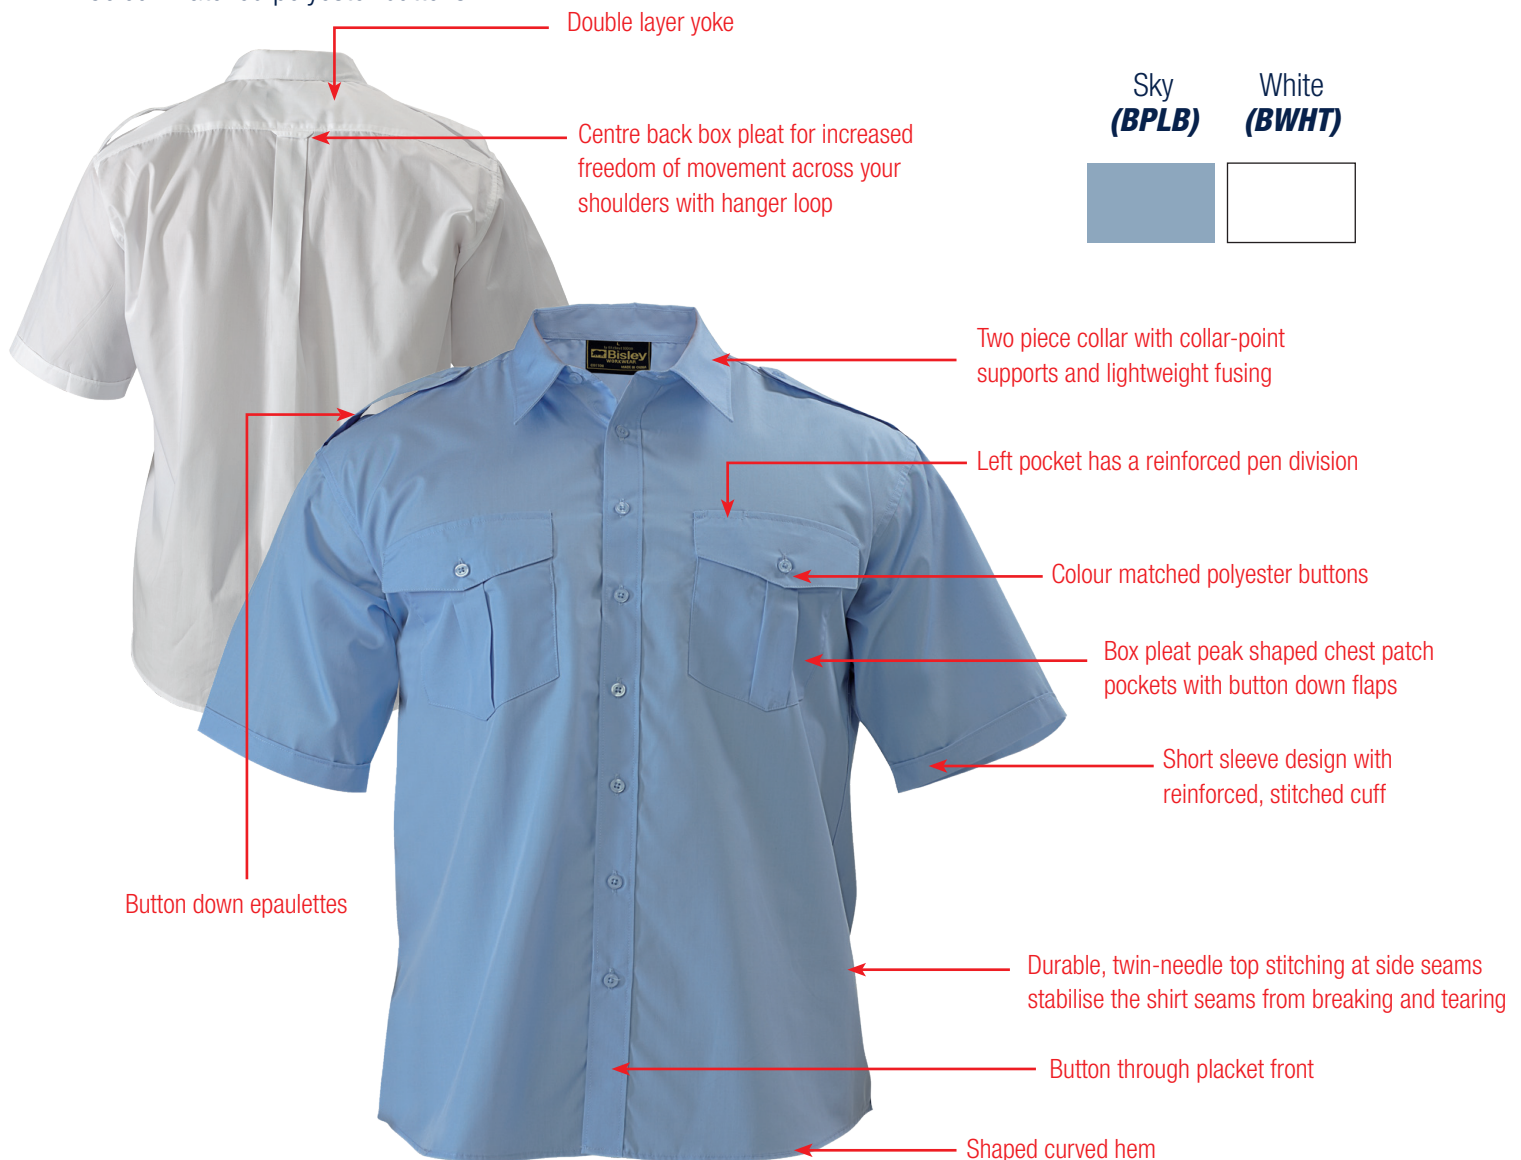 Double layer yoke
Sky
White
(BPLB)
(BWHT)
Centre back box pleat for increased
freedom of movement across your
shoulders with hanger loop
Two piece collar with collar-point
supports and lightweight fusing
L
Bisley
WORKWEAR
Left pocket has a reinforced pen division
Colour matched polyester buttons
Box pleat peak shaped chest patch
pockets with button down flaps
Short sleeve design with
reinforced, stitched cuff
Button down epaulettes
Durable, twin-needle top stitching at side seams
stabilise the shirt seams from breaking and tearing
Button through placket front
Shaped curved hem